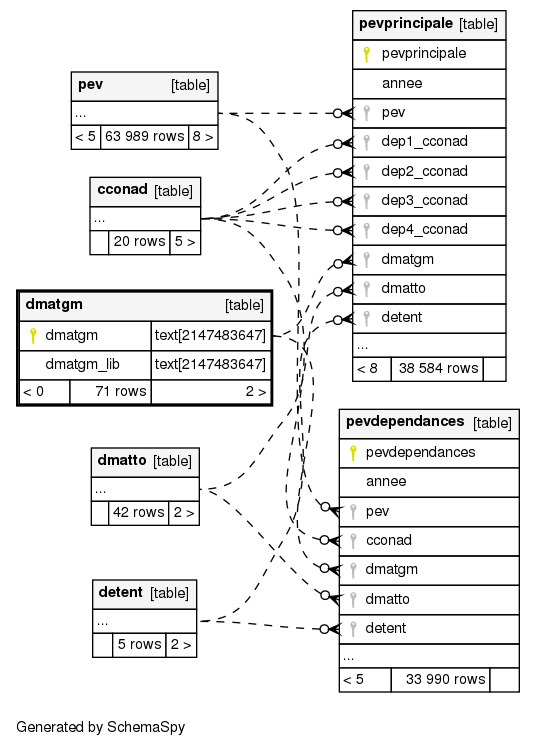 pev [table]
...
< 5 63 989 rows 8 >
cconad [table]
...
20 rows 5 >
dmatgm [table]
dmatgm text[2147483647]
dmatgm_lib text[2147483647]
< 0 71 rows 2 >
dmatto [table]
...
42 rows 2 >
detent [table]
...
5 rows 2 >
pevprincipale [table]
pevprincipale
annee
pev
dep1_cconad
dep2_cconad
dep3_cconad
dep4_cconad
dmatgm
dmatto
detent
...
< 8 38 584 rows
pevdependances [table]
pevdependances
annee
pev
cconad
dmatgm
dmatto
detent
...
< 5 33 990 rows
Generated by SchemaSpy